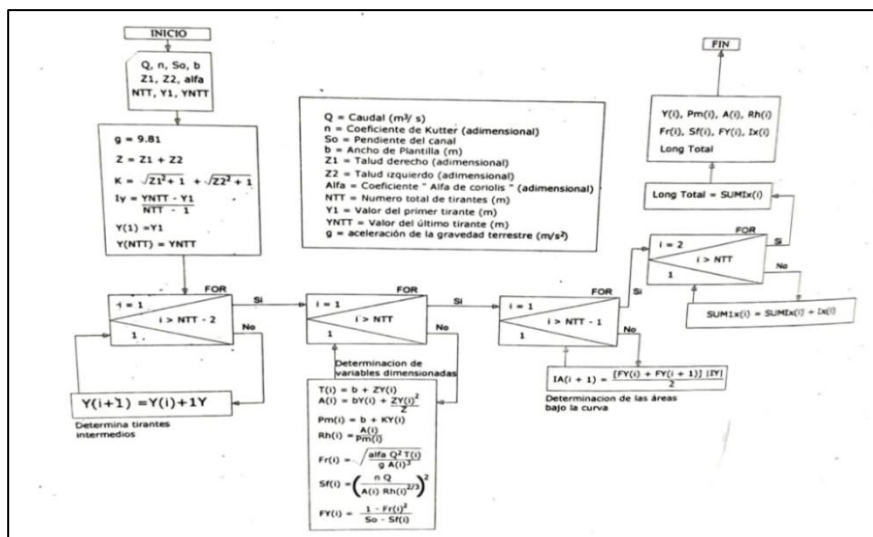 INICIO
Q, n, So, b
Z1, Z2, alfa
NTT, Y1, YNTT
g = 9.81
Z = Z1 + Z2
K = √Z1²+ 1 + √Z2² + 1
Iy = YNTT - Y1
NTT - 1
Y(1) =Y1
Y(NTT) = YNTT
Q = Caudal (m³/ s)
n = Coeficiente de Kutter (adimensional)
So = Pendiente del canal
b = Ancho de Plantilla (m)
Z1 = Talud derecho (adimensional)
Z2 = Talud izquierdo (adimensional)
Alfa = Coeficiente " Alfa de coriolis " (adimensional)
NTT = Numero total de tirantes (m)
Y1 = Valor del primer tirante (m)
YNTT = Valor del último tirante (m)
g = aceleración de la gravedad terrestre (m/s²)
FIN
Y(i), Pm(i), A(i), Rh(i)
Fr(i), Sf(i), FY(i), Ix(i)
Long Total
Long Total = SUMIx(i)
FOR
i = 1
i > NTT - 2
1
Si
No
Y(i+1) =Y(i)+1Y
Determina tirantes
intermedios
FOR
i = 1
i> NTT
1
Si
No
Determinacion de
variables dimensionadas
T(i) = b + ZY(i)
A(i) = bY(i) + ZY(i)²
Z
Pm(i) = b + KY(i)
Rh(i) = A(i)
Pm(i)
Fr(i) = √ alfa Q² T(i)
g A(i)³
Sf(i) = ( n Q
A(i) Rh(i)2/3 )²
FY(i) = 1 - Fr(i)²
So - Sf(i)
FOR
i = 1
i > NTT - 1
1
Si
No
IA(i + 1) = [FY(i) + FY(i + 1)] |IY|
2
Determinacion de las áreas
bajo la curva
FOR
i = 2
i > NTT
1
Si
No
SUM1x(i) = SUMIx(i) + Ix(i)